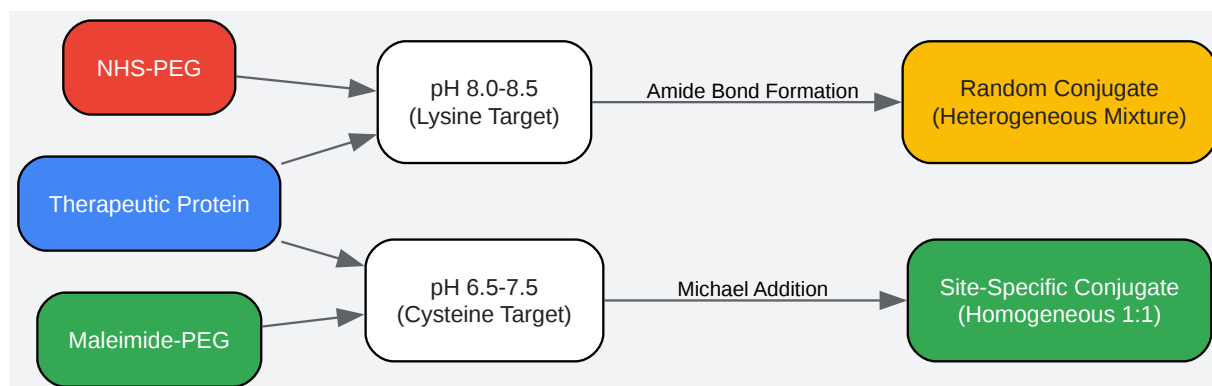 NHS-PEG
pH 8.0-8.5
(Lysine Target)
Amide Bond Formation
Random Conjugate
(Heterogeneous Mixture)
Therapeutic Protein
pH 6.5-7.5
(Cysteine Target)
Michael Addition
Site-Specific Conjugate
(Homogeneous 1:1)
Maleimide-PEG